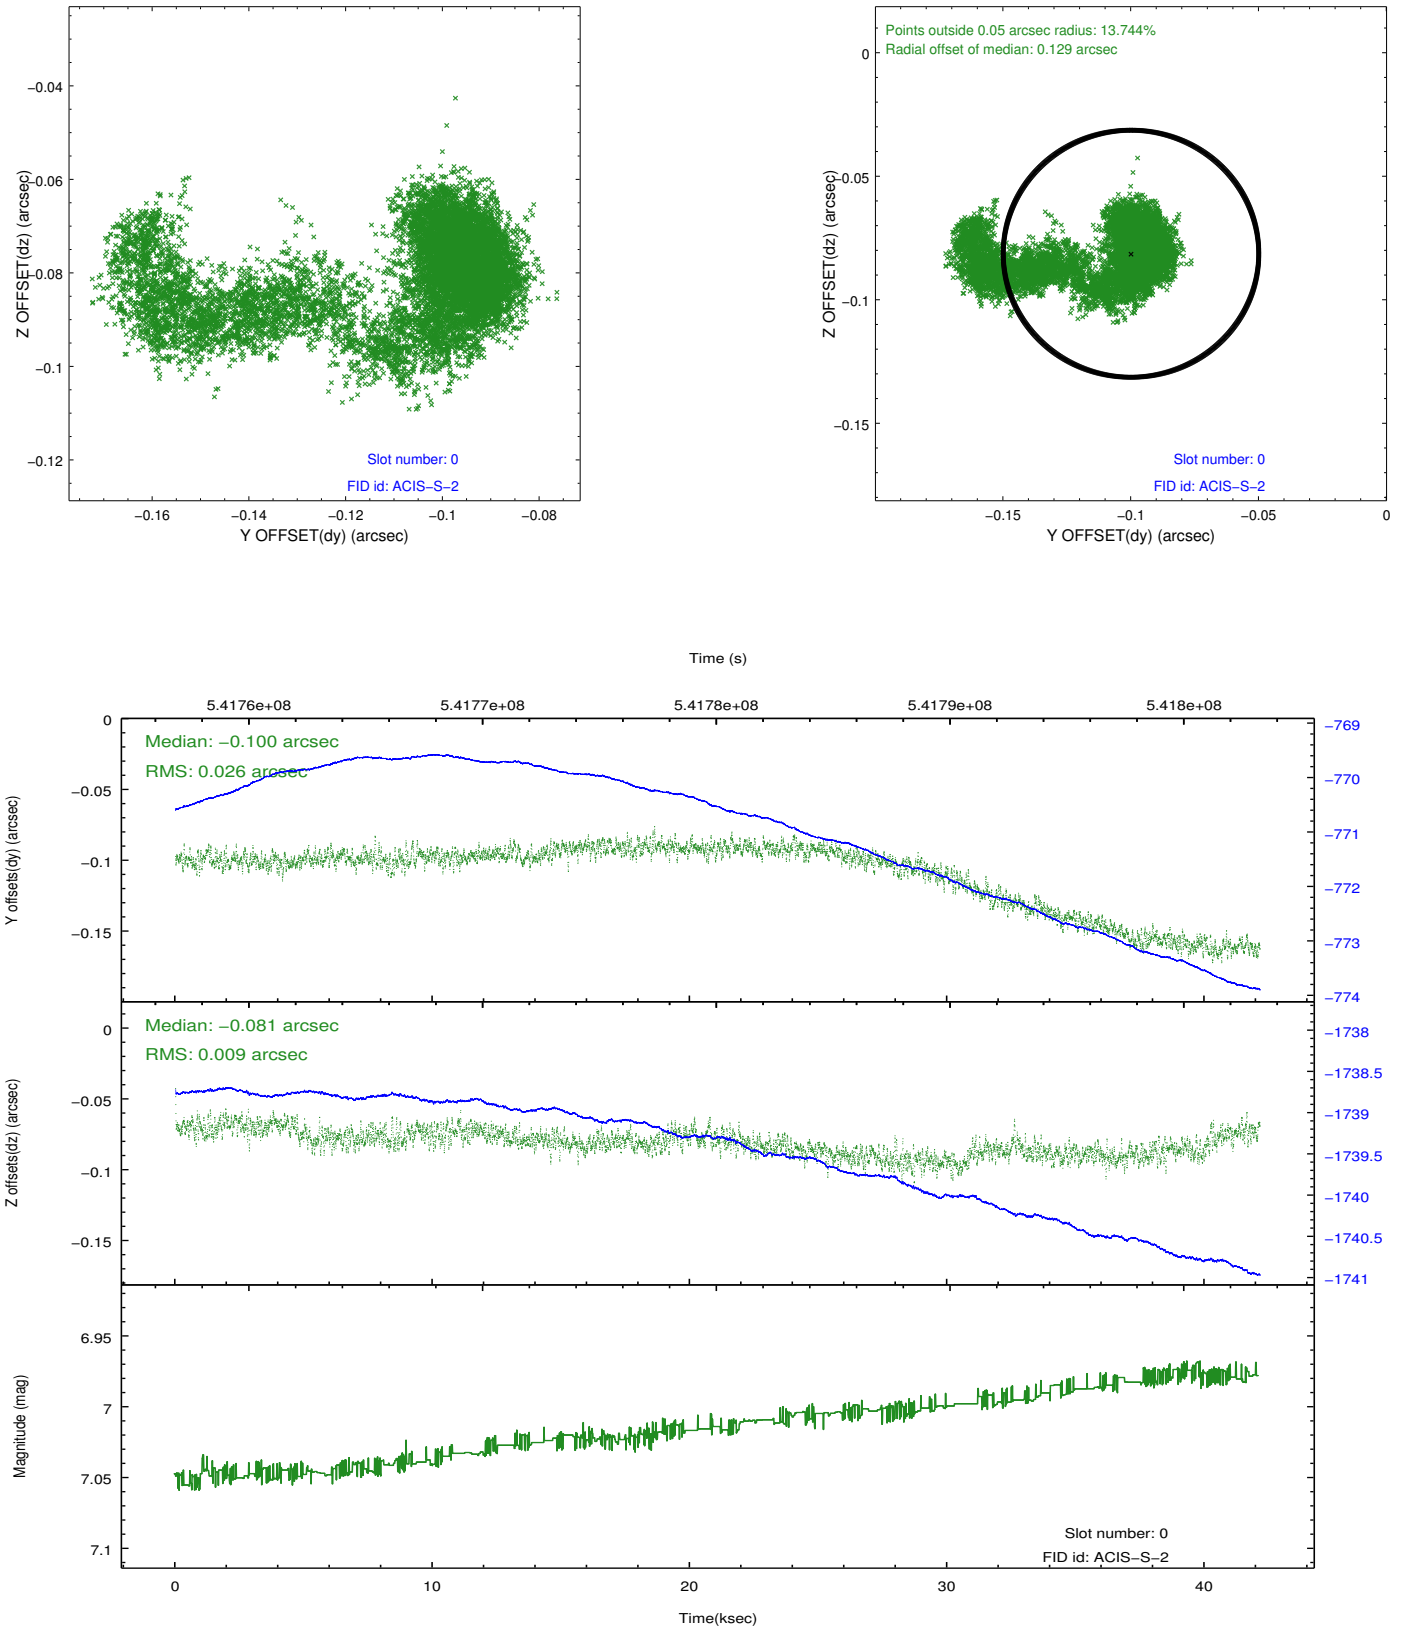 −0.04
−0.06
−0.08
−0.1
−0.12
Z OFFSET(dz) (arcsec)
Slot number: 0
FID id: ACIS−S−2
−0.16 −0.14 −0.12 −0.1 −0.08
Y OFFSET(dy) (arcsec)
Points outside 0.05 arcsec radius: 13.744%
Radial offset of median: 0.129 arcsec
0
−0.05
−0.1
−0.15
Z OFFSET(dz) (arcsec)
Slot number: 0
FID id: ACIS−S−2
−0.15 −0.1 −0.05 0
Y OFFSET(dy) (arcsec)
Time (s)
5.4176e+08 5.4177e+08 5.4178e+08 5.4179e+08 5.418e+08
Median: −0.100 arcsec
RMS: 0.026 arcsec
0
−0.05
−0.1
−0.15
Y offsets(dy) (arcsec)
−769
−770
−771
−772
−773
−774
Median: −0.081 arcsec
RMS: 0.009 arcsec
0
−0.05
−0.1
−0.15
Z offsets(dz) (arcsec)
−1738
−1738.5
−1739
−1739.5
−1740
−1740.5
−1741
6.95
7
7.05
7.1
Magnitude (mag)
Slot number: 0
FID id: ACIS−S−2
0 10 20 30 40
Time(ksec)